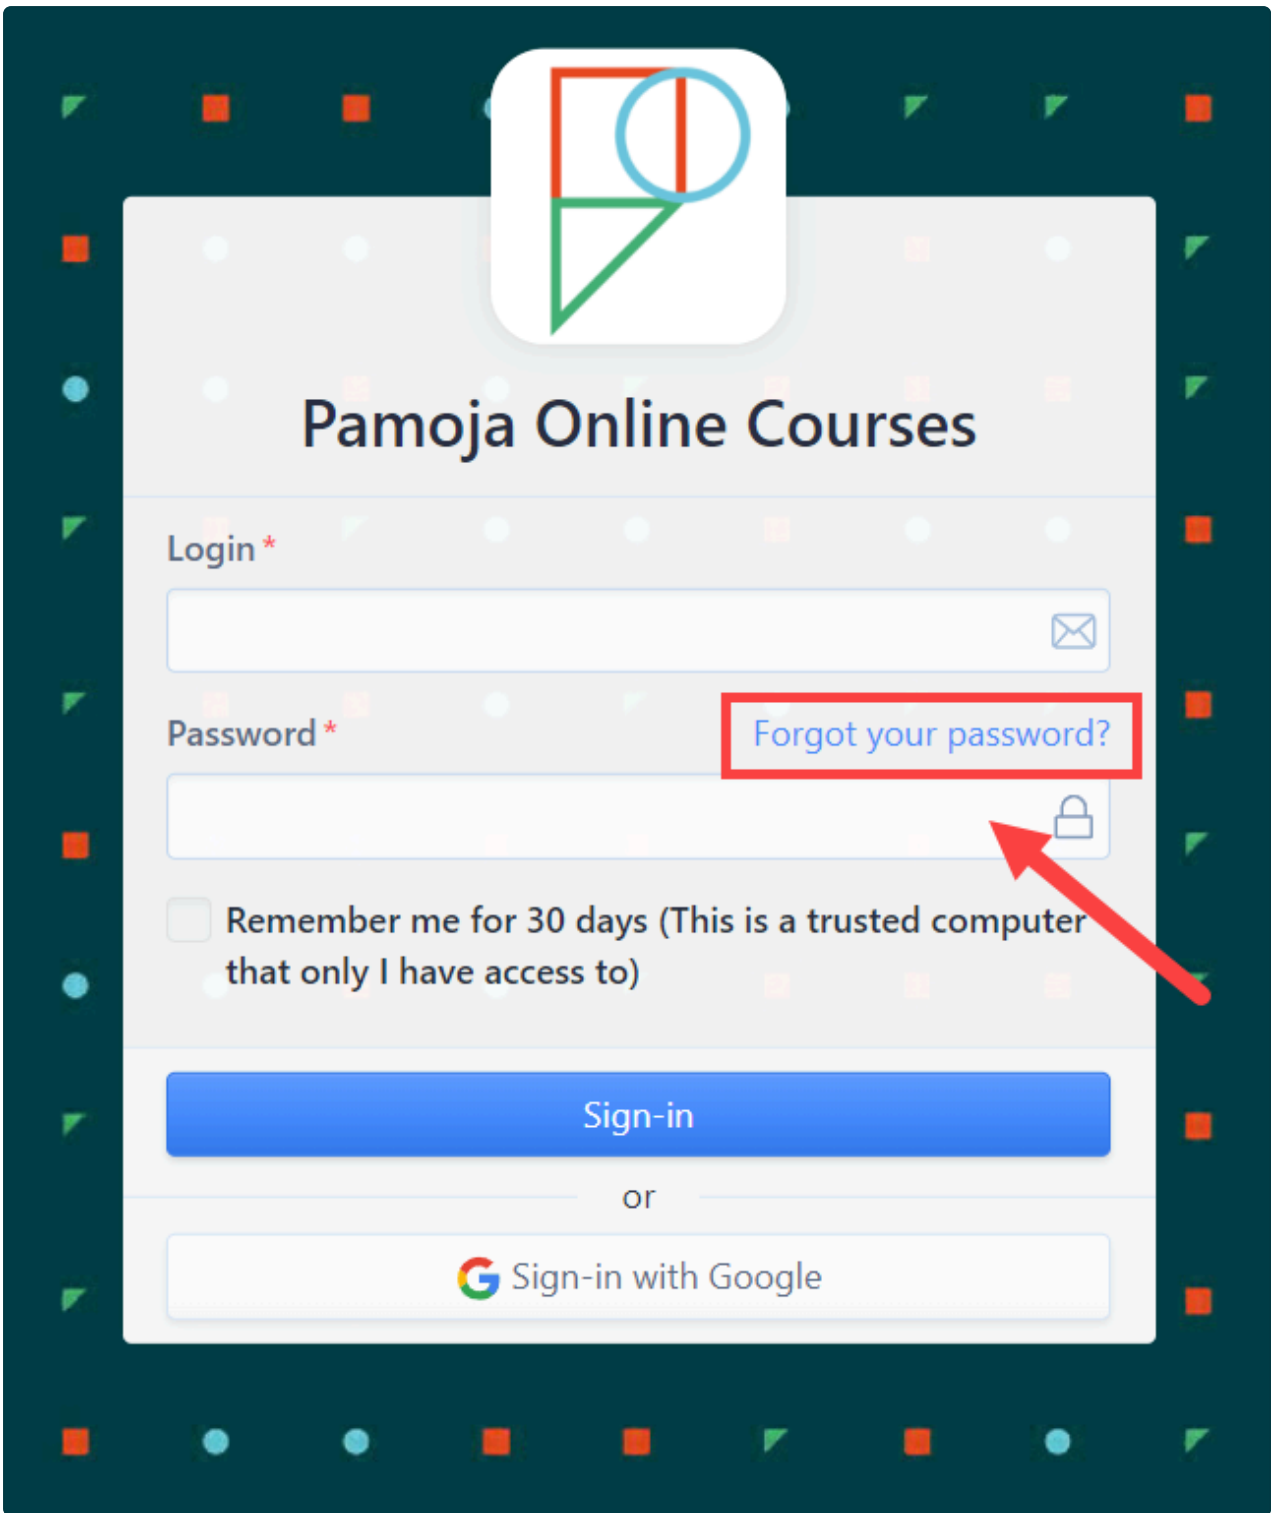 Pamoja Online Courses
Login *
Password *
Forgot your password?
Remember me for 30 days (This is a trusted computer
that only I have access to)
Sign-in
or
Sign-in with Google